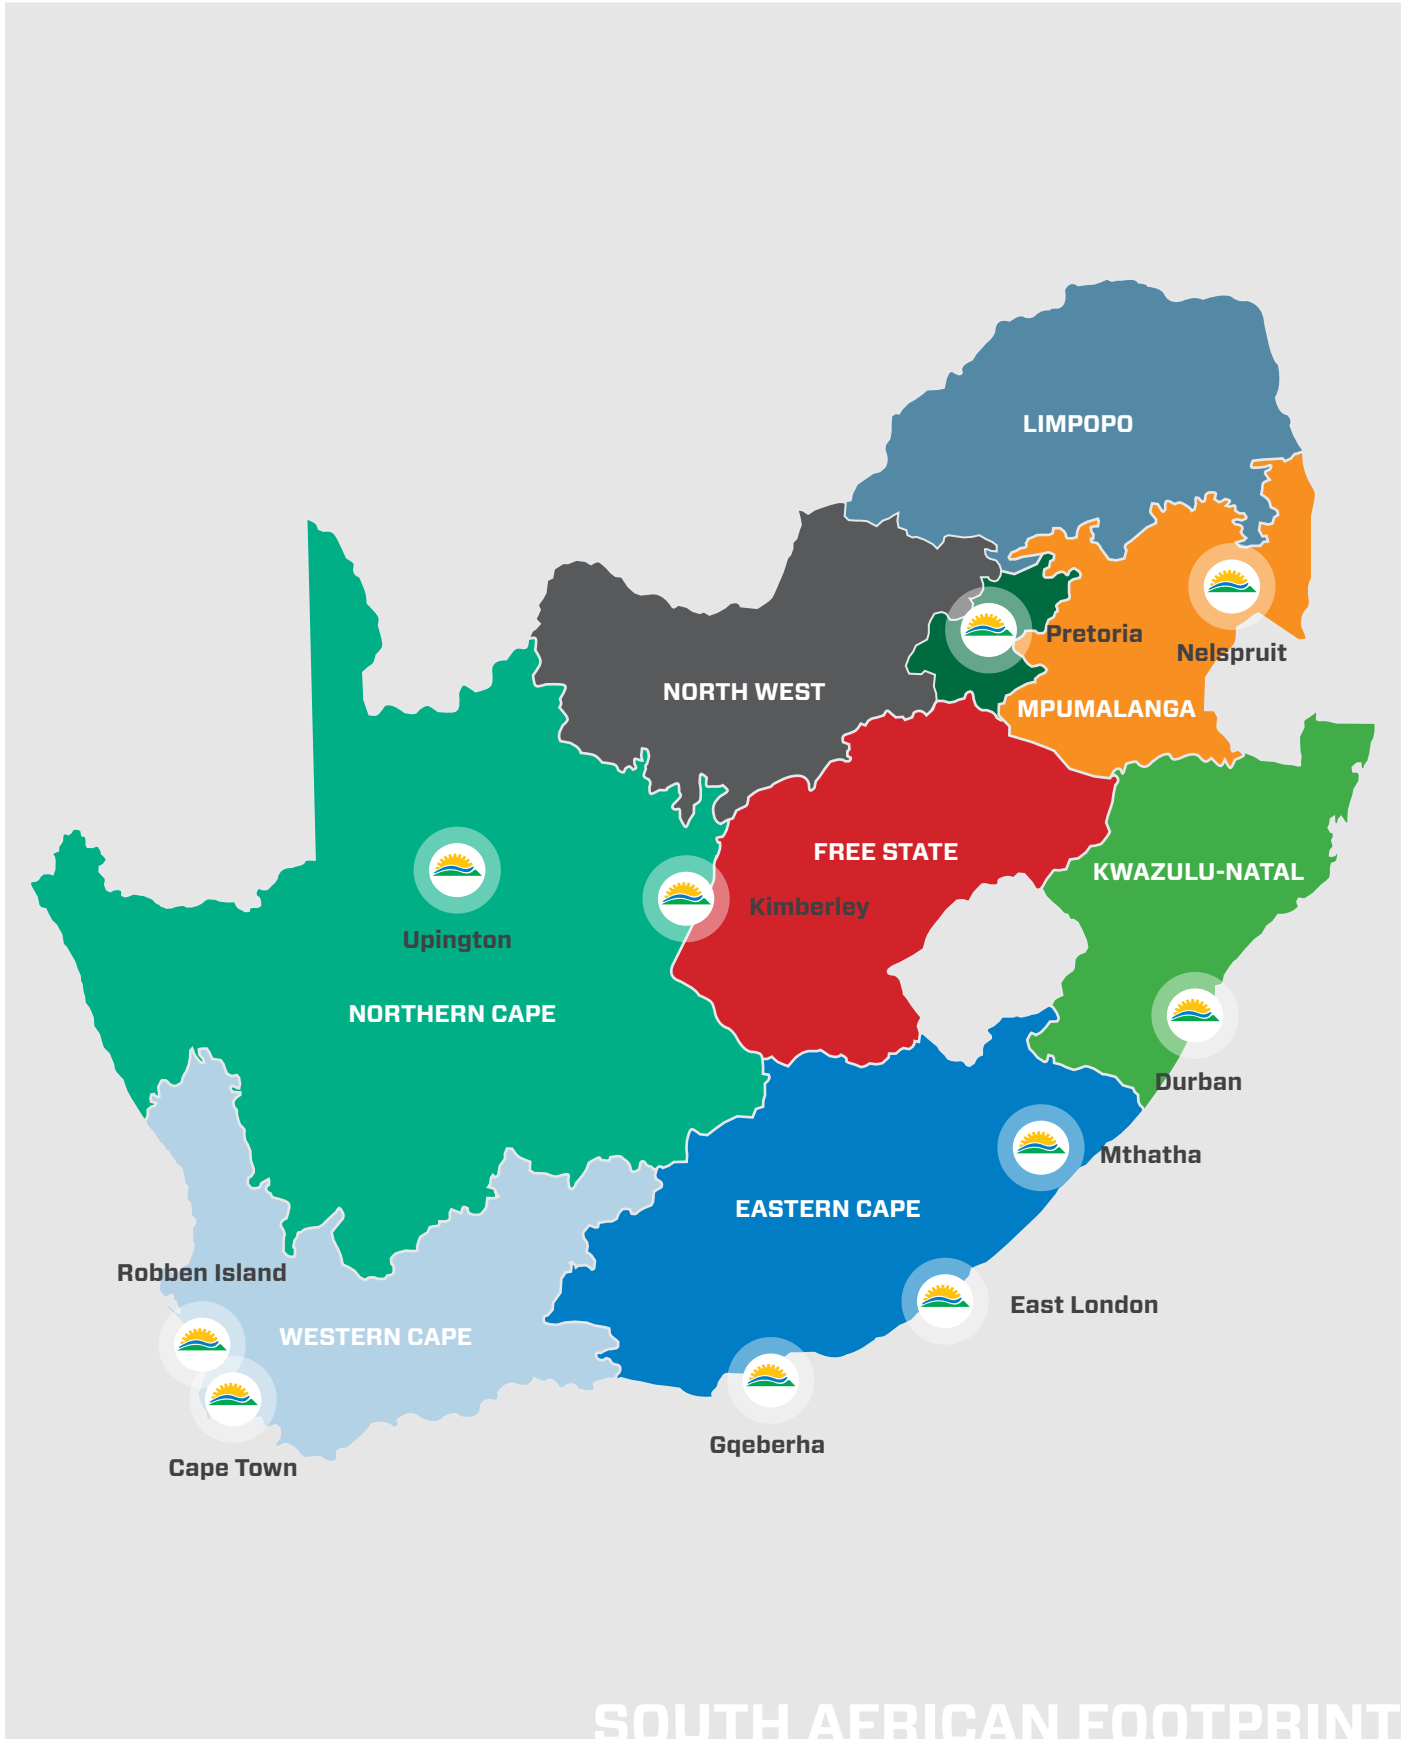 LIMPOPO
Pretoria
Nelspruit
NORTH WEST
MPUMALANGA
FREE STATE
KWAZULU-NATAL
Kimberley
Upington
NORTHERN CAPE
Durban
Mthatha
EASTERN CAPE
Robben Island
East London
WESTERN CAPE
Gqeberha
Cape Town
SOUTH AFRICAN FOOTPRINT